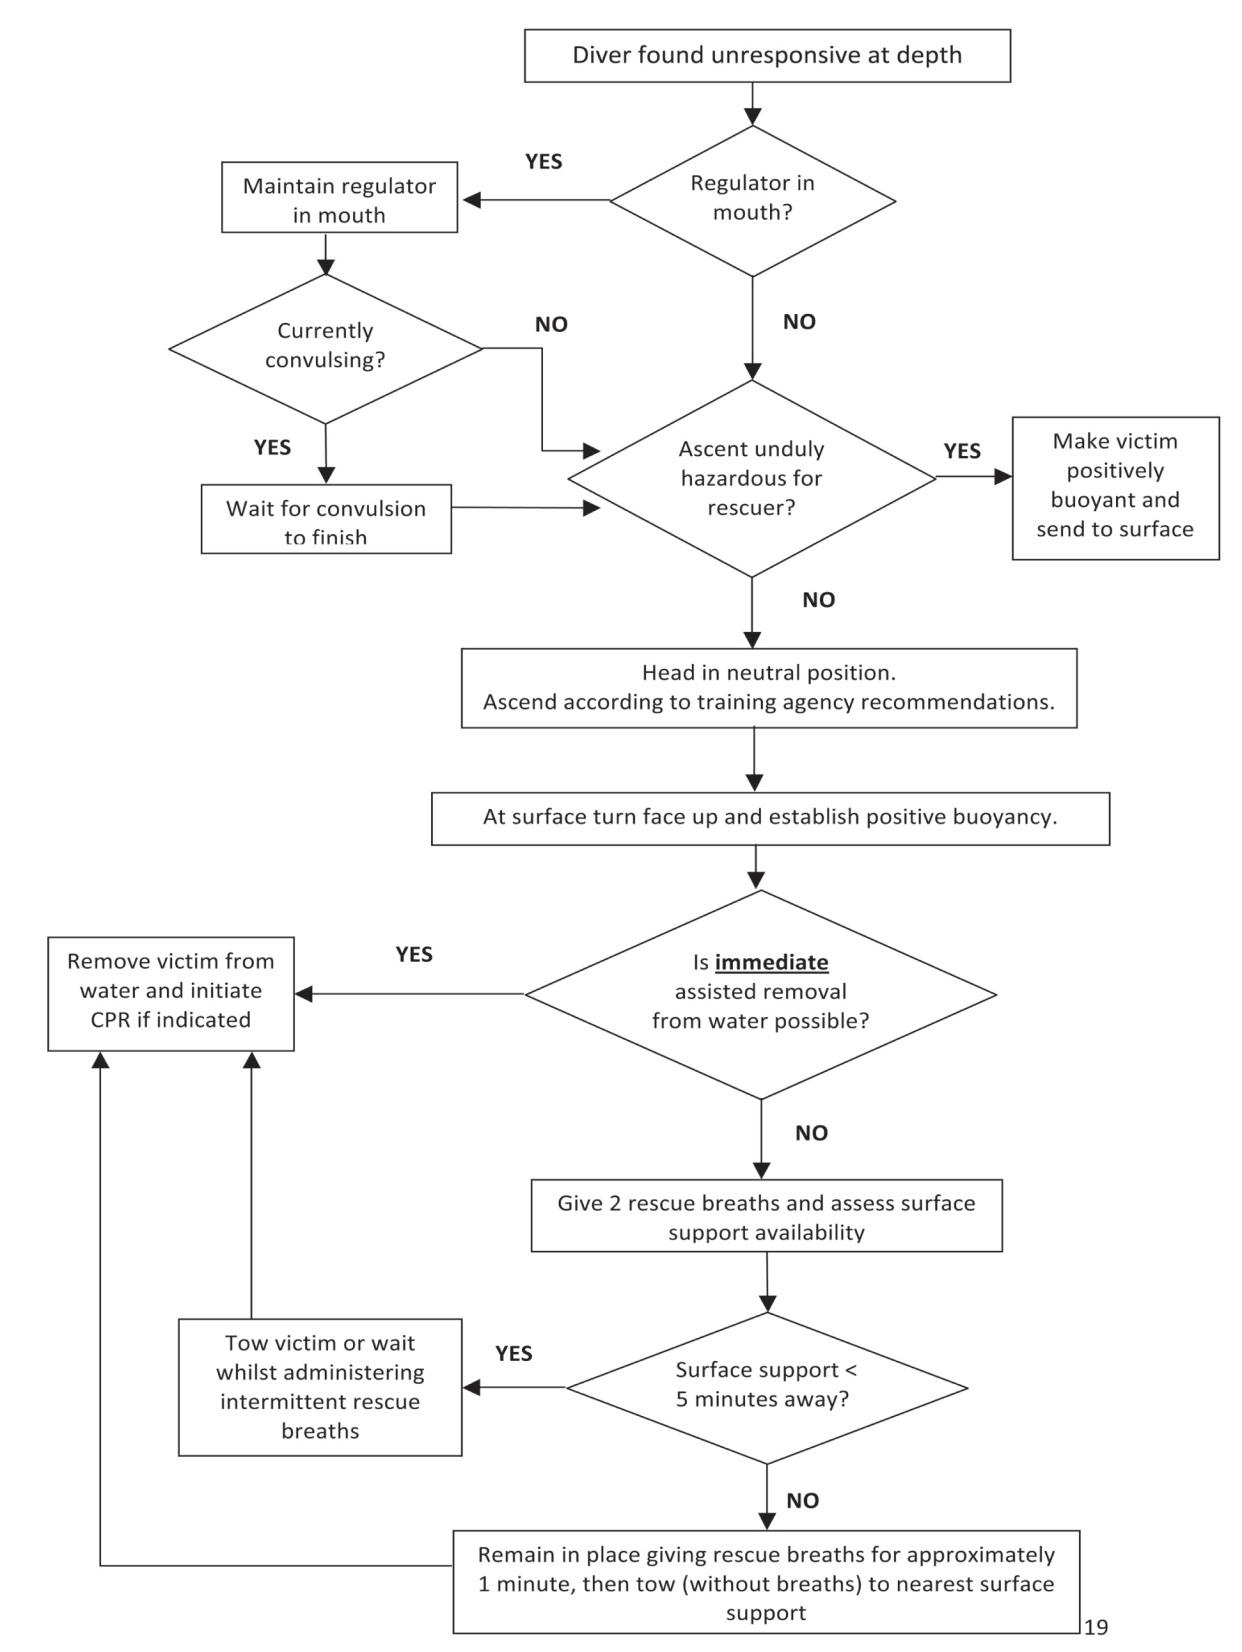 Diver found unresponsive at depth
YES
Regulator in
mouth?
Maintain regulator
in mouth
NO
Currently
convulsing?
NO
YES
Wait for convulsion
to finish
Ascent unduly
hazardous for
rescuer?
YES
Make victim
positively
buoyant and
send to surface
NO
Head in neutral position.
Ascend according to training agency recommendations.
At surface turn face up and establish positive buoyancy.
Is immediate
assisted removal
from water possible?
YES
Remove victim from
water and initiate
CPR if indicated
NO
Give 2 rescue breaths and assess surface
support availability
Surface support <
5 minutes away?
YES
Tow victim or wait
whilst administering
intermittent rescue
breaths
NO
Remain in place giving rescue breaths for approximately
1 minute, then tow (without breaths) to nearest surface
support
19